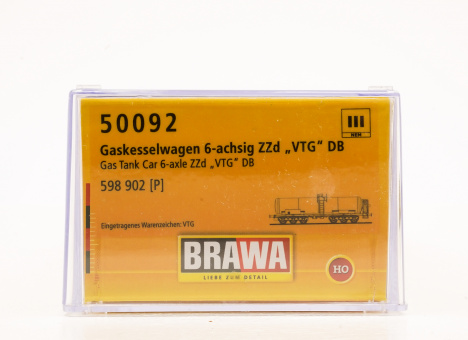 50092
III
NEM
Gaskesselwagen 6-achsig ZZd „VTG“ DB
Gas Tank Car 6-axle ZZd „VTG“ DB
598 902 [P]
Eingetragenes Warenzeichen: VTG
BRAWA
LIEBE ZUM DETAIL
HO